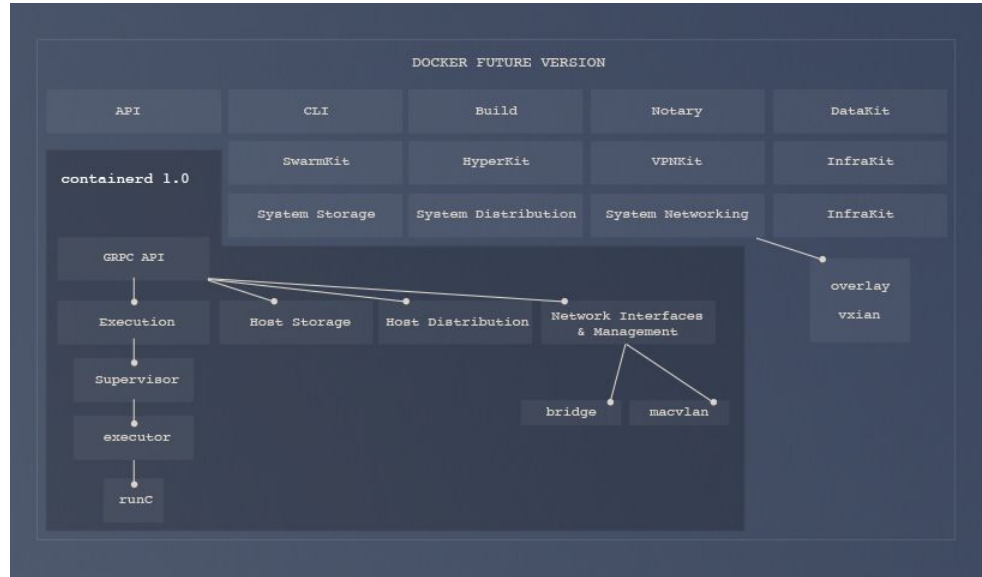 DOCKER FUTURE VERSION
API
CLI
Build
Notary
DataKit
SwarmKit
HyperKit
VPNKit
InfraKit
containerd 1.0
System Storage
System Distribution
System Networking
InfraKit
GRPC API
overlay
vxian
Execution
Host Storage
Host Distribution
Network Interfaces
& Management
Supervisor
bridge
macvlan
executor
runC